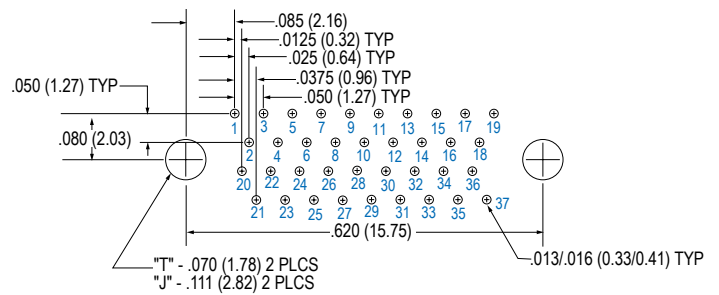 .085 (2.16)
.0125 (0.32) TYP
.025 (0.64) TYP
.0375 (0.96) TYP
.050 (1.27) TYP
.050 (1.27) TYP
.080 (2.03)
1 3 5 7 9 11 13 15 17 19
2 4 6 8 10 12 14 16 18
20 22 24 26 28 30 32 34 36
21 23 25 27 29 31 33 35 37
.620 (15.75)
.013/.016 (0.33/0.41) TYP
"T" - .070 (1.78) 2 PLCS
"J" - .111 (2.82) 2 PLCS